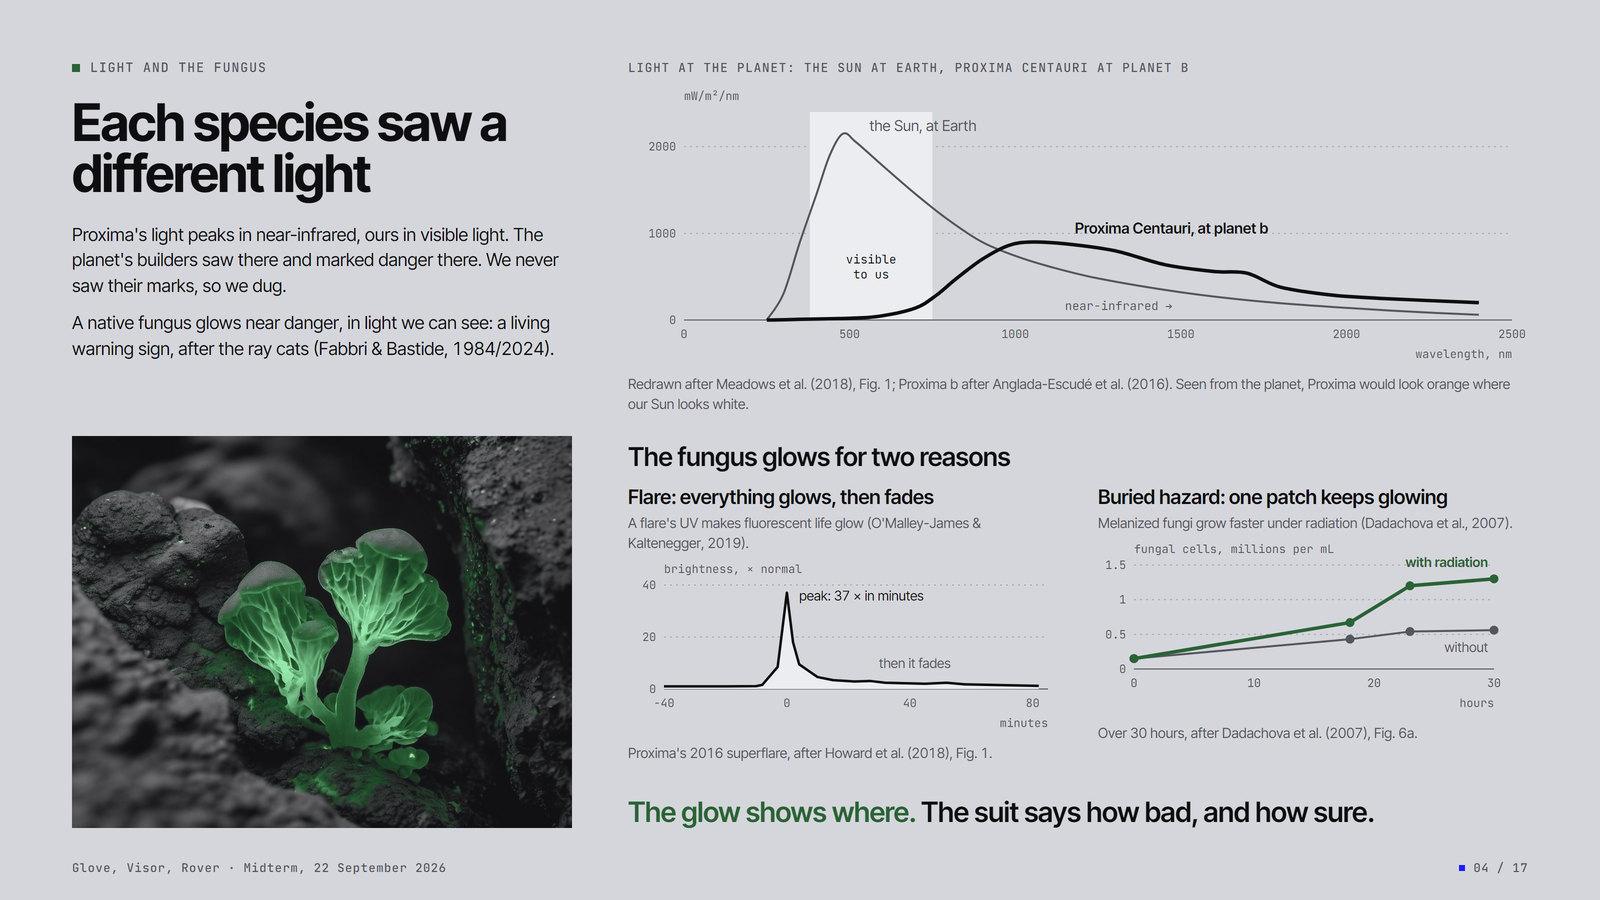 LIGHT AND THE FUNGUS
Each species saw a
different light
Proxima's light peaks in near-infrared, ours in visible light. The
planet's builders saw there and marked danger there. We never
saw their marks, so we dug.
A native fungus glows near danger, in light we can see: a living
warning sign, after the ray cats (Fabbri & Bastide, 1984/2024).
LIGHT AT THE PLANET: THE SUN AT EARTH, PROXIMA CENTAURI AT PLANET B
mW/m²/nm
the Sun, at Earth
2000
1000
Proxima Centauri, at planet b
visible
to us
near-infrared →
0
0 500 1000 1500 2000 2500
wavelength, nm
Redrawn after Meadows et al. (2018), Fig. 1; Proxima b after Anglada-Escudé et al. (2016). Seen from the planet, Proxima would look orange where
our Sun looks white.
The fungus glows for two reasons
Flare: everything glows, then fades
A flare's UV makes fluorescent life glow (O'Malley-James &
Kaltenegger, 2019).
brightness, × normal
40
peak: 37 × in minutes
20
then it fades
0
-40 0 40 80
minutes
Proxima's 2016 superflare, after Howard et al. (2018), Fig. 1.
Buried hazard: one patch keeps glowing
Melanized fungi grow faster under radiation (Dadachova et al., 2007).
fungal cells, millions per mL
1.5
with radiation
1
0.5
without
0
0 10 20 30
hours
Over 30 hours, after Dadachova et al. (2007), Fig. 6a.
The glow shows where. The suit says how bad, and how sure.
Glove, Visor, Rover · Midterm, 22 September 2026
04 / 17